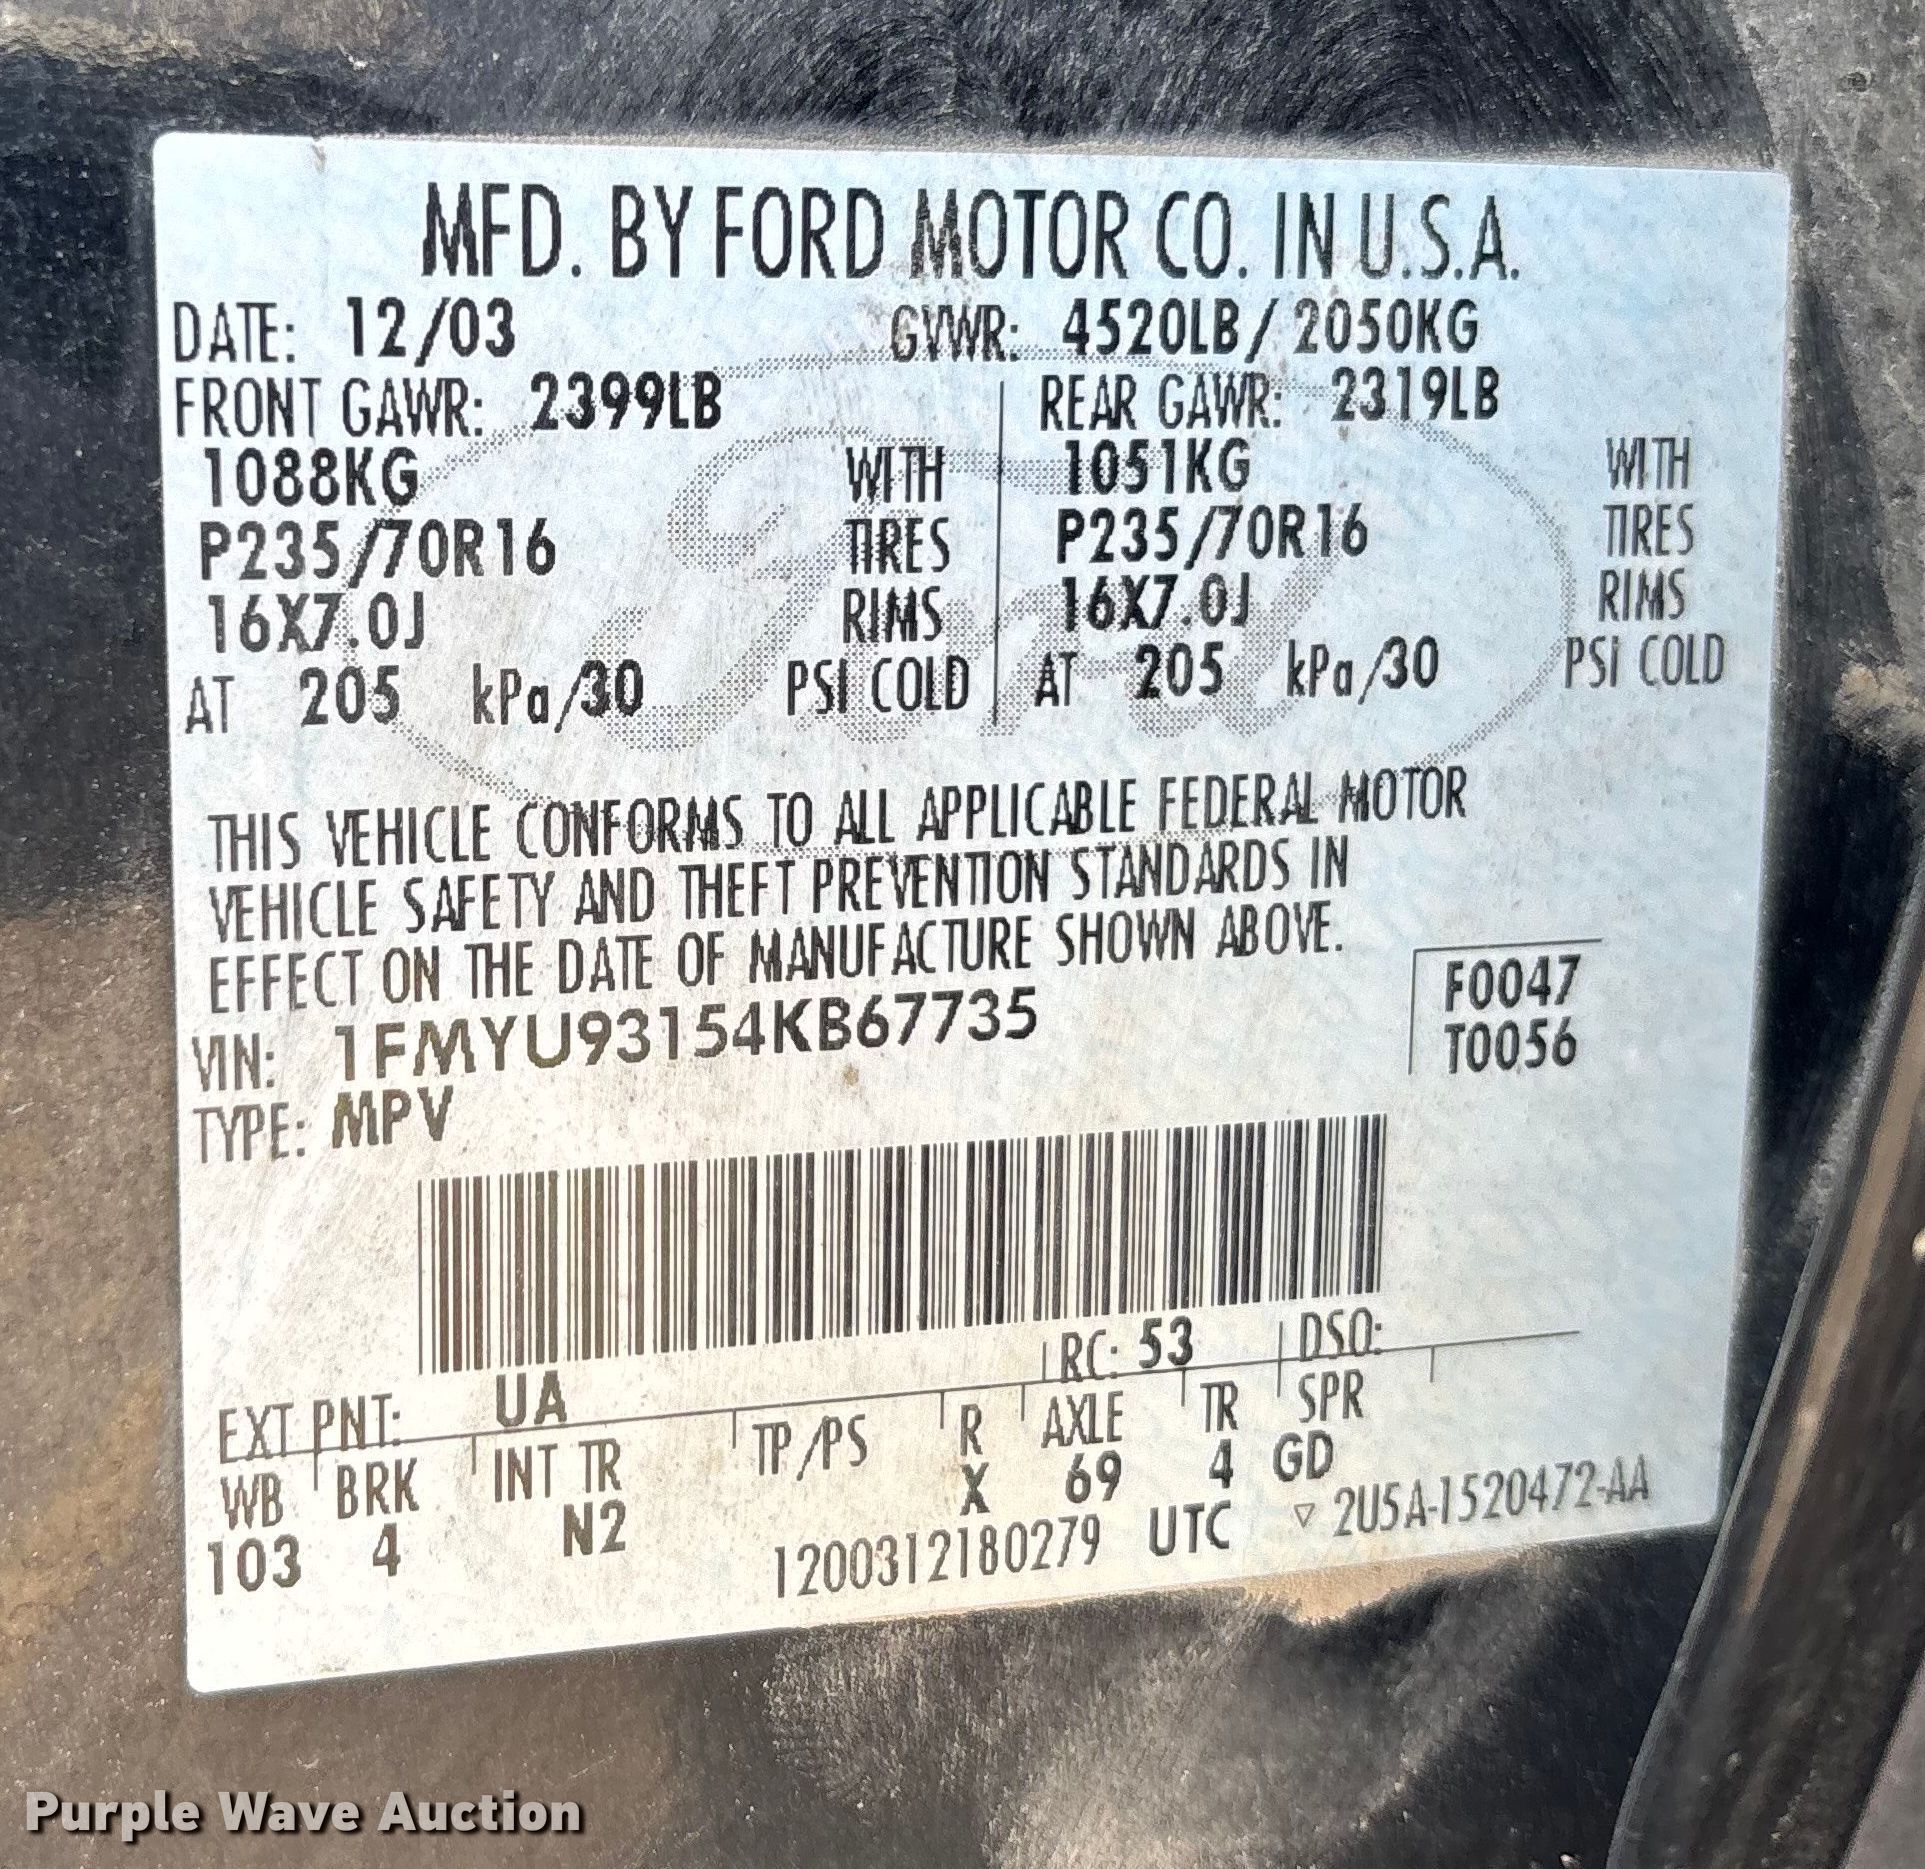 MFD. BY FORD MOTOR CO. IN U.S.A.
DATE: 12/03 GVWR: 4520LB/2050KG
FRONT GAWR: 2399LB REAR GAWR: 2319LB
1088KG WITH 1051KG WITH
P235/70R16 TIRES P235/70R16 TIRES
16X7.0J RIMS 16X7.0J RIMS
AT 205 kPa/30 PSI COLD AT 205 kPa/30 PSI COLD
Ford
THIS VEHICLE CONFORMS TO ALL APPLICABLE FEDERAL MOTOR
VEHICLE SAFETY AND THEFT PREVENTION STANDARDS IN
EFFECT ON THE DATE OF MANUFACTURE SHOWN ABOVE.
F0047
T0056
VIN: 1FMYU93154KB67735
TYPE: MPV
RC: 53 DSO:
EXT PNT: UA
WB BRK INT TR TP/PS R AXLE TR SPR
103 4 N2 X 69 4 GD
1200312180279 UTC ▽ 2U5A-1520472-AA
Purple Wave Auction